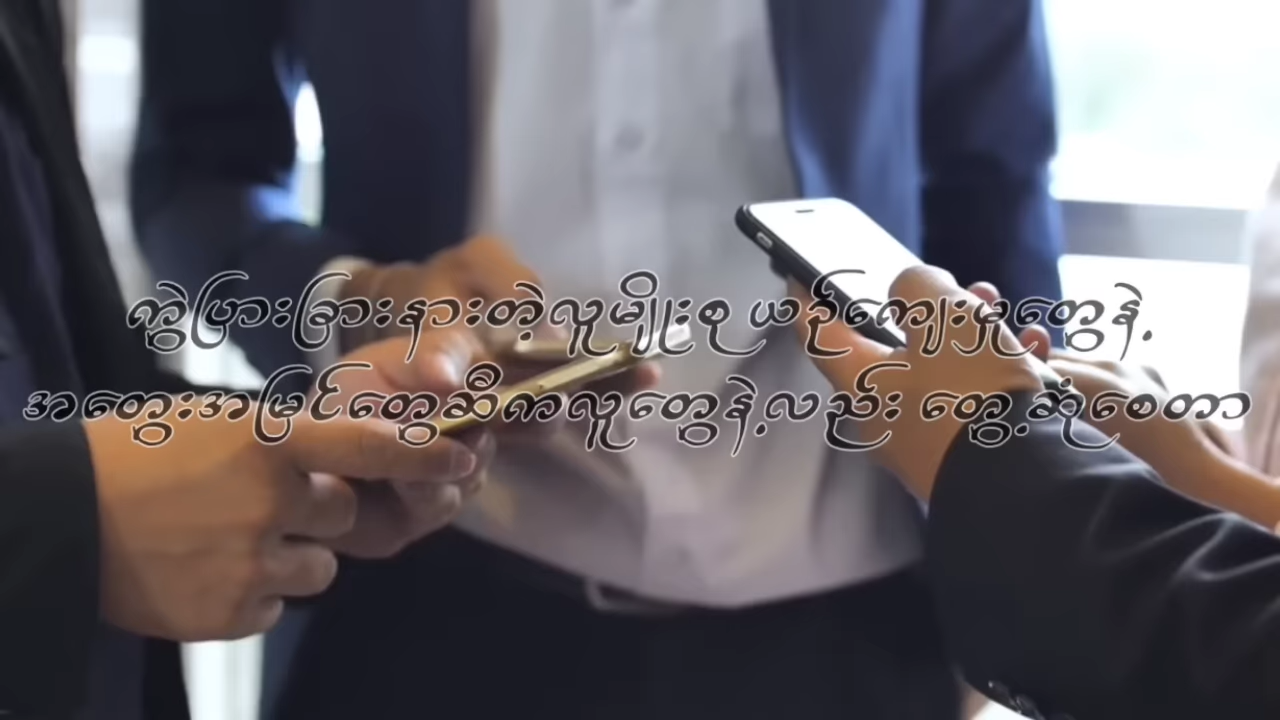 ကွဲပြားခြားနားတဲ့လူမျိုးစု ယဉ်ကျေးမှုတွေနဲ့
အတွေးအမြင်တွေဆီကလူတွေနဲ့လည်း တွေ့ဆုံစေတာ